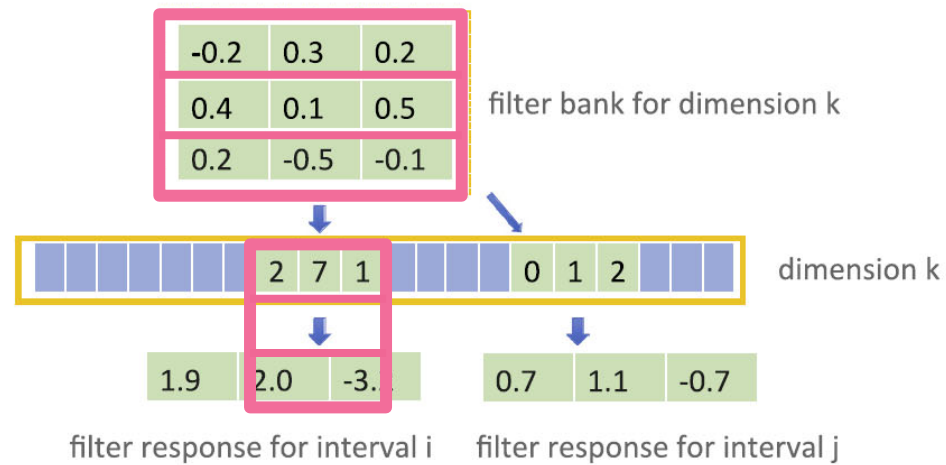 -0.2 0.3 0.2
0.4 0.1 0.5
filter bank for dimension k
0.2 -0.5 -0.1
2 7 1 0 1 2
dimension k
1.9 2.0 0.7 1.1 -0.7
filter response for interval i
filter response for interval j